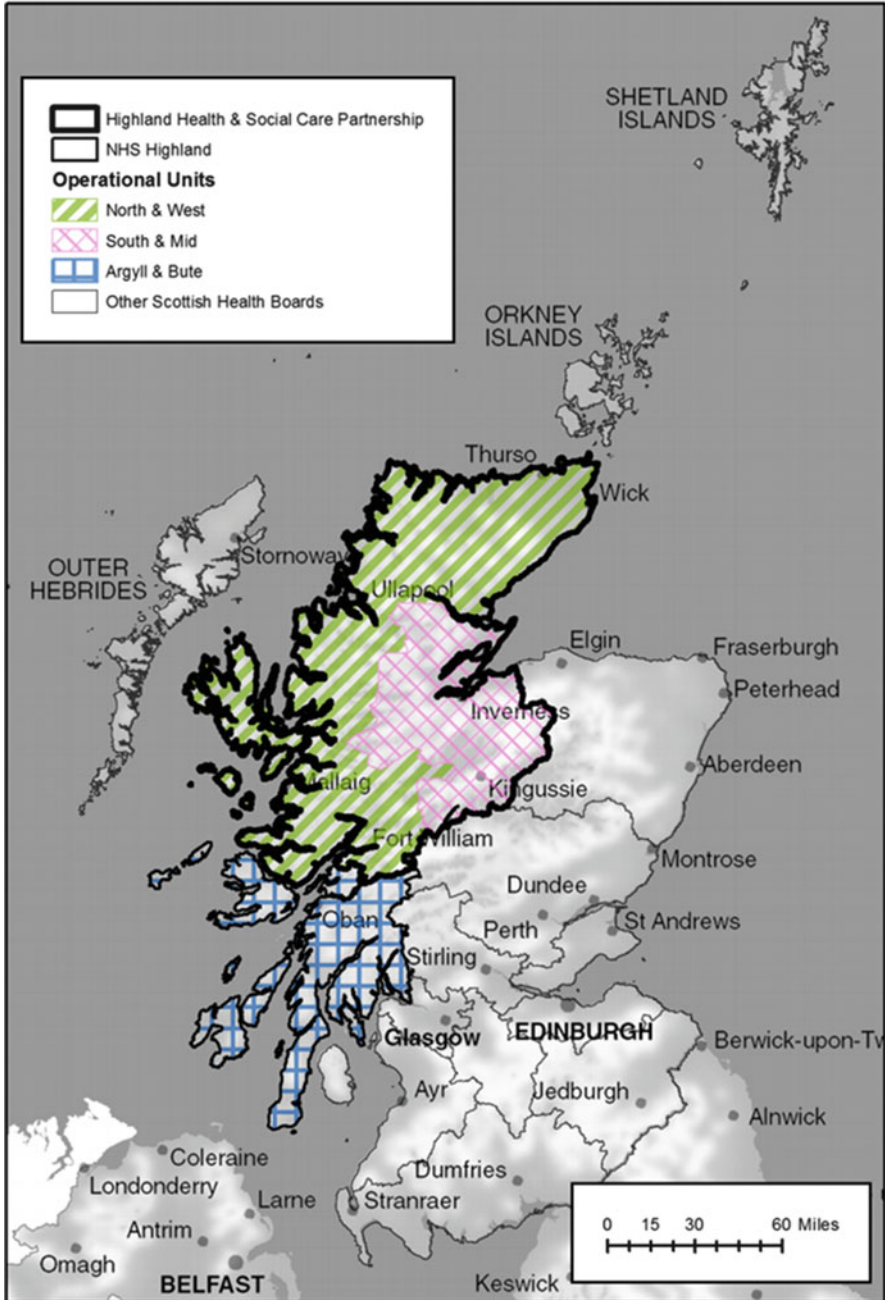 Highland Health & Social Care Partnership
NHS Highland
Operational Units
North & West
South & Mid
Argyll & Bute
Other Scottish Health Boards
SHETLAND
ISLANDS
ORKNEY
ISLANDS
Thurso
Wick
Stornoway
OUTER
HEBRIDES
Ullapool
Elgin
Fraserburgh
Peterhead
Inverness
Aberdeen
Mallaig
Kingussie
Fort William
Montrose
Dundee
Oban
Perth
St Andrews
Stirling
Glasgow
EDINBURGH
Berwick-upon-Tw
Ayr
Jedburgh
Alnwick
Coleraine
Dumfries
Londonderry
Larne
Stranraer
Antrim
0 15 30 60 Miles
Omagh
BELFAST
Keswick